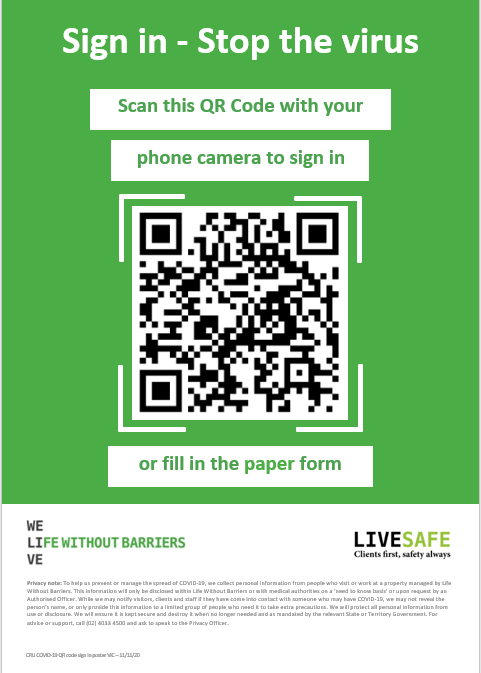 Sign in - Stop the virus
Scan this QR Code with your
phone camera to sign in
or fill in the paper form
WE
LIFE WITHOUT BARRIERS
VE
LIVESAFE
Clients first, safety always
Privacy note: To help us prevent or manage the spread of COVID-19, we collect personal information from people who visit or work at a property managed by Life
Without Barriers. This information will only be disclosed within Life Without Barriers or with medical authorities on a 'need to know basis' or upon request by an
Authorised Officer. While we may notify visitors, clients and staff if they have come into contact with someone who may have COVID-19, we may not reveal the
person's name, or only provide this information to a limited group of people who need it to take extra precautions. We will protect all personal information from
use or disclosure. We will ensure it is kept secure and destroy it when no longer needed and as mandated by the relevant State or Territory Government. For
advice or support, call (02) 4033 4500 and ask to speak to the Privacy Officer.
CRU COVID-19 QR code sign in poster VIC – 11/11/20